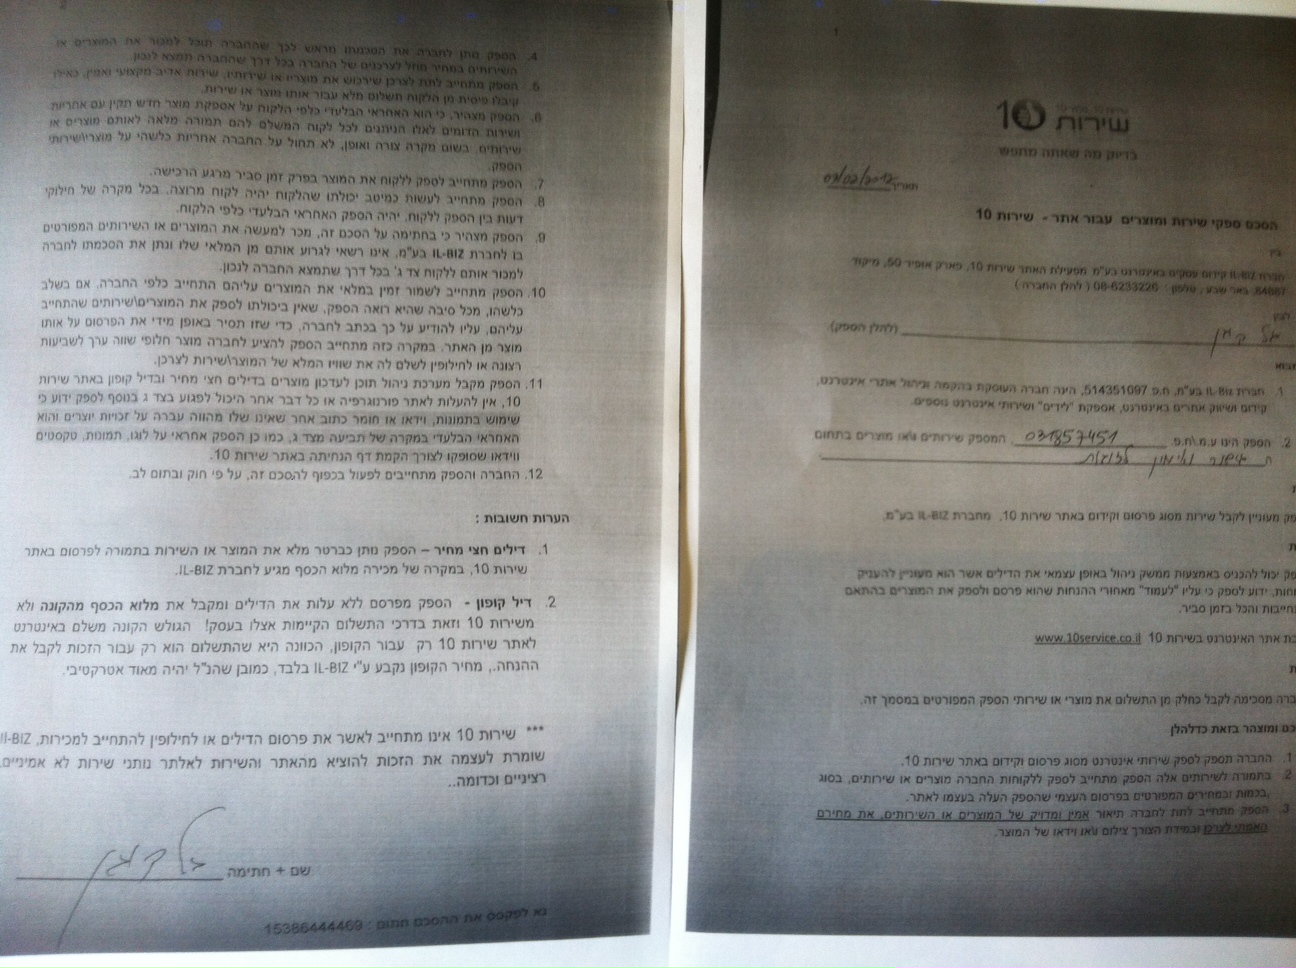 1
שירות 10
בדיוק מה שאתה מחפש
תאריך
הסכם ספקי שירות ומוצרים עבור אתר - שירות 10
בין
חברת IL-BIZ קידום עסקים באינטרנט בע"מ מפעילת האתר שירות 10, פארק אופיר 50, מיקוד
84887. באר שבע, טלפון : 08-6233226 ( להלן החברה )
לבין
(להלן הספק)
1. חברת IL-BIZ בע"מ, ח.פ 514351097, הינה חברה העוסקת בהקמה וניהול אתרי אינטרנט,
קידום ושיווק אתרים באינטרנט, אספקת "לידים" ושירותי אינטרנט נוספים.
2. הספק הינו ע.מ\ח.פ. 031857451 המספק שירותים ו\או מוצרים בתחום
מעוניין לקבל שירות מסוג פרסום וקידום באתר שירות 10, מחברת IL-BIZ בע"מ.
יכול להכניס באמצעות ממשק ניהול באופן עצמאי את הדילים אשר הוא מעוניין להעניק
ידוע לספק כי עליו "לעמוד" מאחורי ההנחות שהוא פרסם ולספק את המוצרים בהתאם
והכל בזמן סביר.
אתר האינטרנט בשירות 10 www.10service.co.il
מסכימה לקבל כחלק מן התשלום את מוצרי או שירותי הספק המפורטים במסמך זה.
ומוצהר בזאת כדלהלן
1. החברה תספק לספק שירותי אינטרנט מסוג פרסום וקידום באתר שירות 10.
2. בתמורה לשירותים אלה הספק מתחייב לספק ללקוחות החברה מוצרים או שירותים, בסוג
,בכמות ובמחירים המפורטים בפרסום העצמי שהספק העלה בעצמו לאתר.
3. הספק מתחייב לתת לחברה תיאור אמין ומדויק של המוצרים או השירותים, את מחירם
האמתי לצרכן ובמידת הצורך צילום ו\או וידאו של המוצר.
4. הספק נותן לחברה את הסכמתו מראש לכך שהחברה תוכל למכור את המוצרים או
השירותים במחיר מוזל לצרכנים של החברה בכל דרך שהחברה תמצא לנכון.
5. הספק מתחייב לתת לצרכן שירכוש את מוצריו או שירותיו, שירות אדיב מקצועי ואמין, כאילו
קיבלו פיסית מן הלקוח תשלום מלא עבור אותו מוצר או שירות.
6. הספק מצהיר, כי הוא האחראי הבלעדי כלפי הלקוח על אספקת מוצר חדש תקין עם אחריות
ושירות הדומים לאלו הניתנים לכל לקוח המשלם להם תמורה מלאה לאותם מוצרים או
שירותים. בשום מקרה צורה ואופן, לא תחול על החברה אחריות כלשהי על מוצרי\שירותי
הספק.
7. הספק מתחייב לספק ללקוח את המוצר בפרק זמן סביר מרגע הרכישה.
8. הספק מתחייב לעשות כמיטב יכולתו שהלקוח יהיה לקוח מרוצה. בכל מקרה של חילוקי
דעות בין הספק ללקוח. יהיה הספק האחראי הבלעדי כלפי הלקוח.
9. הספק מצהיר כי בחתימה על הסכם זה, מכר למעשה את המוצרים או השירותים המפורטים
בו לחברת IL-BIZ בע"מ, אינו רשאי לגרוע אותם מן המלאי שלו ונתן את הסכמתו לחברה
למכור אותם ללקוח צד ג' בכל דרך שתמצא החברה לנכון.
10. הספק מתחייב לשמור זמין במלאי את המוצרים עליהם התחייב כלפי החברה. אם בשלב
כלשהו, מכל סיבה שהיא רואה הספק, שאין ביכולתו לספק את המוצרים\שירותים שהתחייב
עליהם, עליו להודיע על כך בכתב לחברה, כדי שזו תסיר באופן מידי את הפרסום על אותו
מוצר מן האתר. במקרה כזה מתחייב הספק להציע לחברה מוצר חלופי שווה ערך לשביעות
רצונה או לחילופין לשלם לה את שוויו המלא של המוצר\שירות לצרכן.
11. הספק מקבל מערכת ניהול תוכן לעדכון מוצרים בדילים חצי מחיר ובדיל קופון באתר שירות
10, אין להעלות לאתר פורנוגרפיה או כל דבר אחר היכול לפגוע בצד ג בנוסף לספק ידוע כי
שימוש בתמונות, וידאו או חומר כתוב אחר שאינו שלו מהווה עברה על זכויות יוצרים והוא
האחראי הבלעדי במקרה של תביעה מצד ג, כמו כן הספק אחראי על לוגו, תמונות, טקסטים
ווידאו שסופקו לצורך הקמת דף הנחיתה באתר שירות 10.
12. החברה והספק מתחייבים לפעול בכפוף להסכם זה, על פי חוק ובתום לב.
הערות חשובות :
1. דילים חצי מחיר – הספק נותן כברטר מלא את המוצר או השירות בתמורה לפרסום באתר
שירות 10, במקרה של מכירה מלוא הכסף מגיע לחברת IL-BIZ.
2. דיל קופון - הספק מפרסם ללא עלות את הדילים ומקבל את מלוא הכסף מהקונה ולא
משירות 10 וזאת בדרכי התשלום הקיימות אצלו בעסק! הגולש הקונה משלם באינטרנט
לאתר שירות 10 רק עבור הקופון, הכוונה היא שהתשלום הוא רק עבור הזכות לקבל את
ההנחה., מחיר הקופון נקבע ע"י IL-BIZ בלבד, כמובן שהנ"ל יהיה מאוד אטרקטיבי.
*** שירות 10 אינו מתחייב לאשר את פרסום הדילים או לחילופין להתחייב למכירות, IL-BIZ
שומרת לעצמה את הזכות להוציא מהאתר והשירות לאלתר נותני שירות לא אמינים,
רציניים וכדומה..
שם + חתימה
נא לפקסס את ההסכם חתום : 15386444469